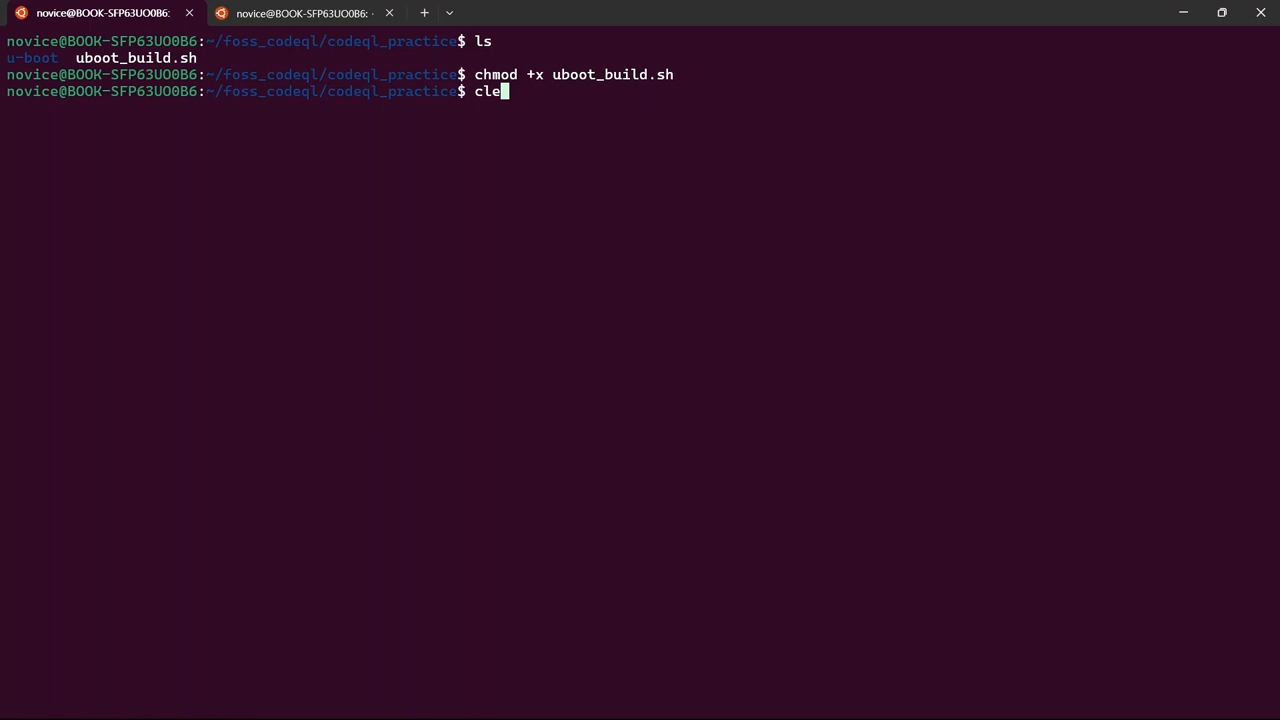 novice@BOOK-SFP63UO0B6:
novice@BOOK-SFP63UO0B6: -
novice@BOOK-SFP63UO0B6:~/foss_codeql/codeql_practice$ ls
u-boot  uboot_build.sh
novice@BOOK-SFP63UO0B6:~/foss_codeql/codeql_practice$ chmod +x uboot_build.sh
novice@BOOK-SFP63UO0B6:~/foss_codeql/codeql_practice$ cle